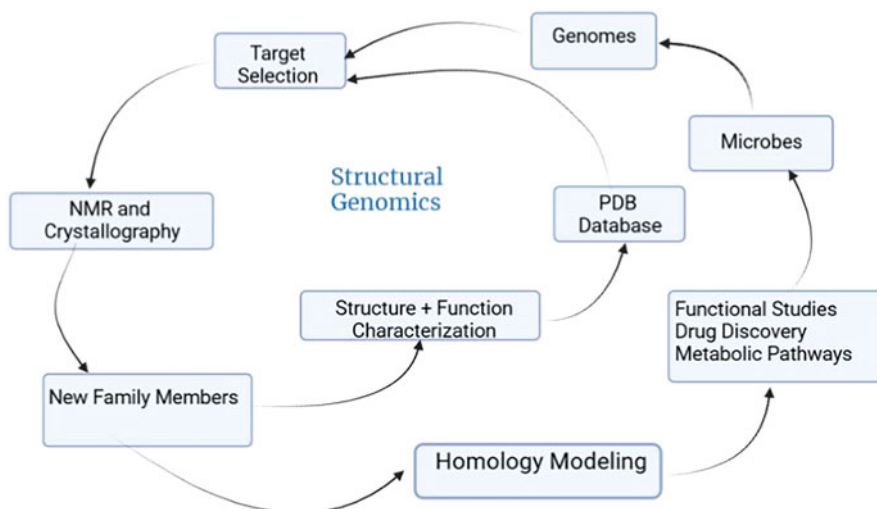 Genomes
Target
Selection
Microbes
Structural
Genomics
NMR and
Crystallography
PDB
Database
Structure + Function
Characterization
Functional Studies
Drug Discovery
Metabolic Pathways
New Family Members
Homology Modeling